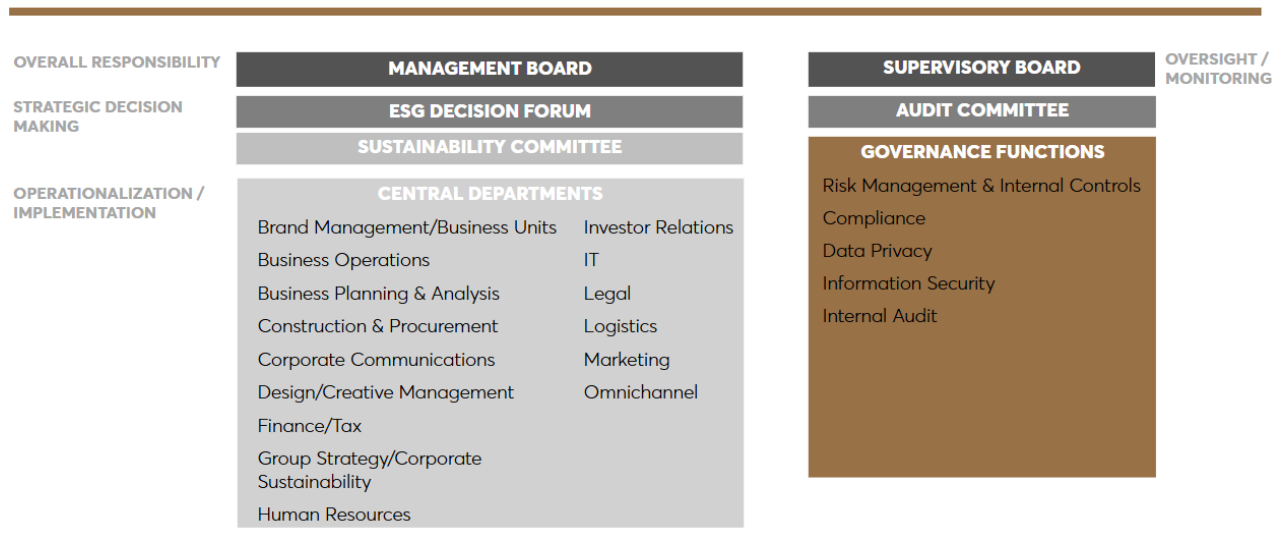 OVERALL RESPONSIBILITY
MANAGEMENT BOARD
SUPERVISORY BOARD
OVERSIGHT /
MONITORING
STRATEGIC DECISION
MAKING
ESG DECISION FORUM
AUDIT COMMITTEE
SUSTAINABILITY COMMITTEE
OPERATIONALIZATION /
IMPLEMENTATION
CENTRAL DEPARTMENTS
Brand Management/Business Units
Business Operations
Business Planning & Analysis
Construction & Procurement
Corporate Communications
Design/Creative Management
Finance/Tax
Group Strategy/Corporate
Sustainability
Human Resources
Investor Relations
IT
Legal
Logistics
Marketing
Omnichannel
GOVERNANCE FUNCTIONS
Risk Management & Internal Controls
Compliance
Data Privacy
Information Security
Internal Audit